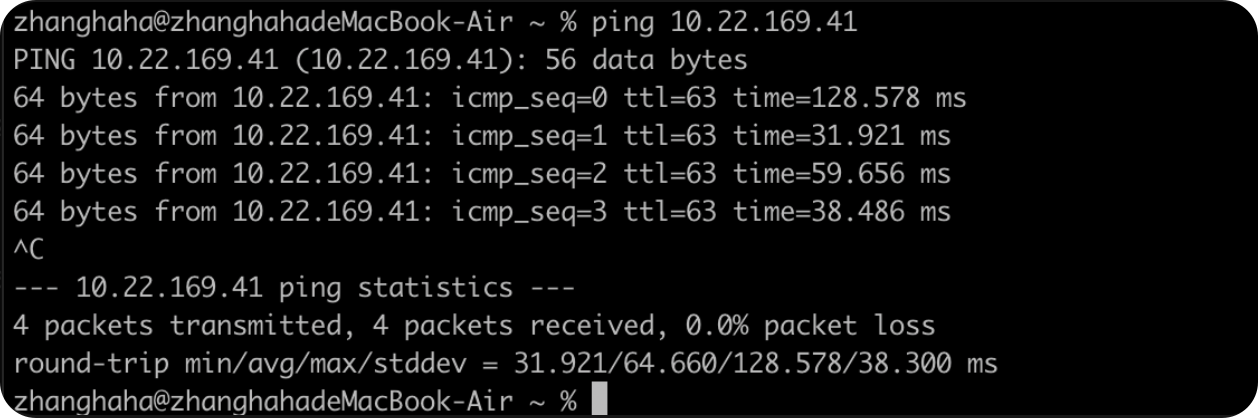 zhanghaha@zhanghahadeMacBook-Air ~ % ping 10.22.169.41
PING 10.22.169.41 (10.22.169.41): 56 data bytes
64 bytes from 10.22.169.41: icmp_seq=0 ttl=63 time=128.578 ms
64 bytes from 10.22.169.41: icmp_seq=1 ttl=63 time=31.921 ms
64 bytes from 10.22.169.41: icmp_seq=2 ttl=63 time=59.656 ms
64 bytes from 10.22.169.41: icmp_seq=3 ttl=63 time=38.486 ms
^C
--- 10.22.169.41 ping statistics ---
4 packets transmitted, 4 packets received, 0.0% packet loss
round-trip min/avg/max/stddev = 31.921/64.660/128.578/38.300 ms
zhanghaha@zhanghahadeMacBook-Air ~ %